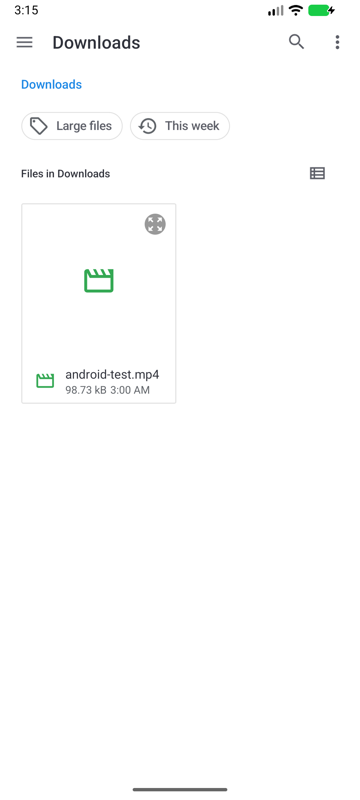 3:15
Downloads
Downloads
Large files
This week
Files in Downloads
android-test.mp4
98.73 kB 3:00 AM